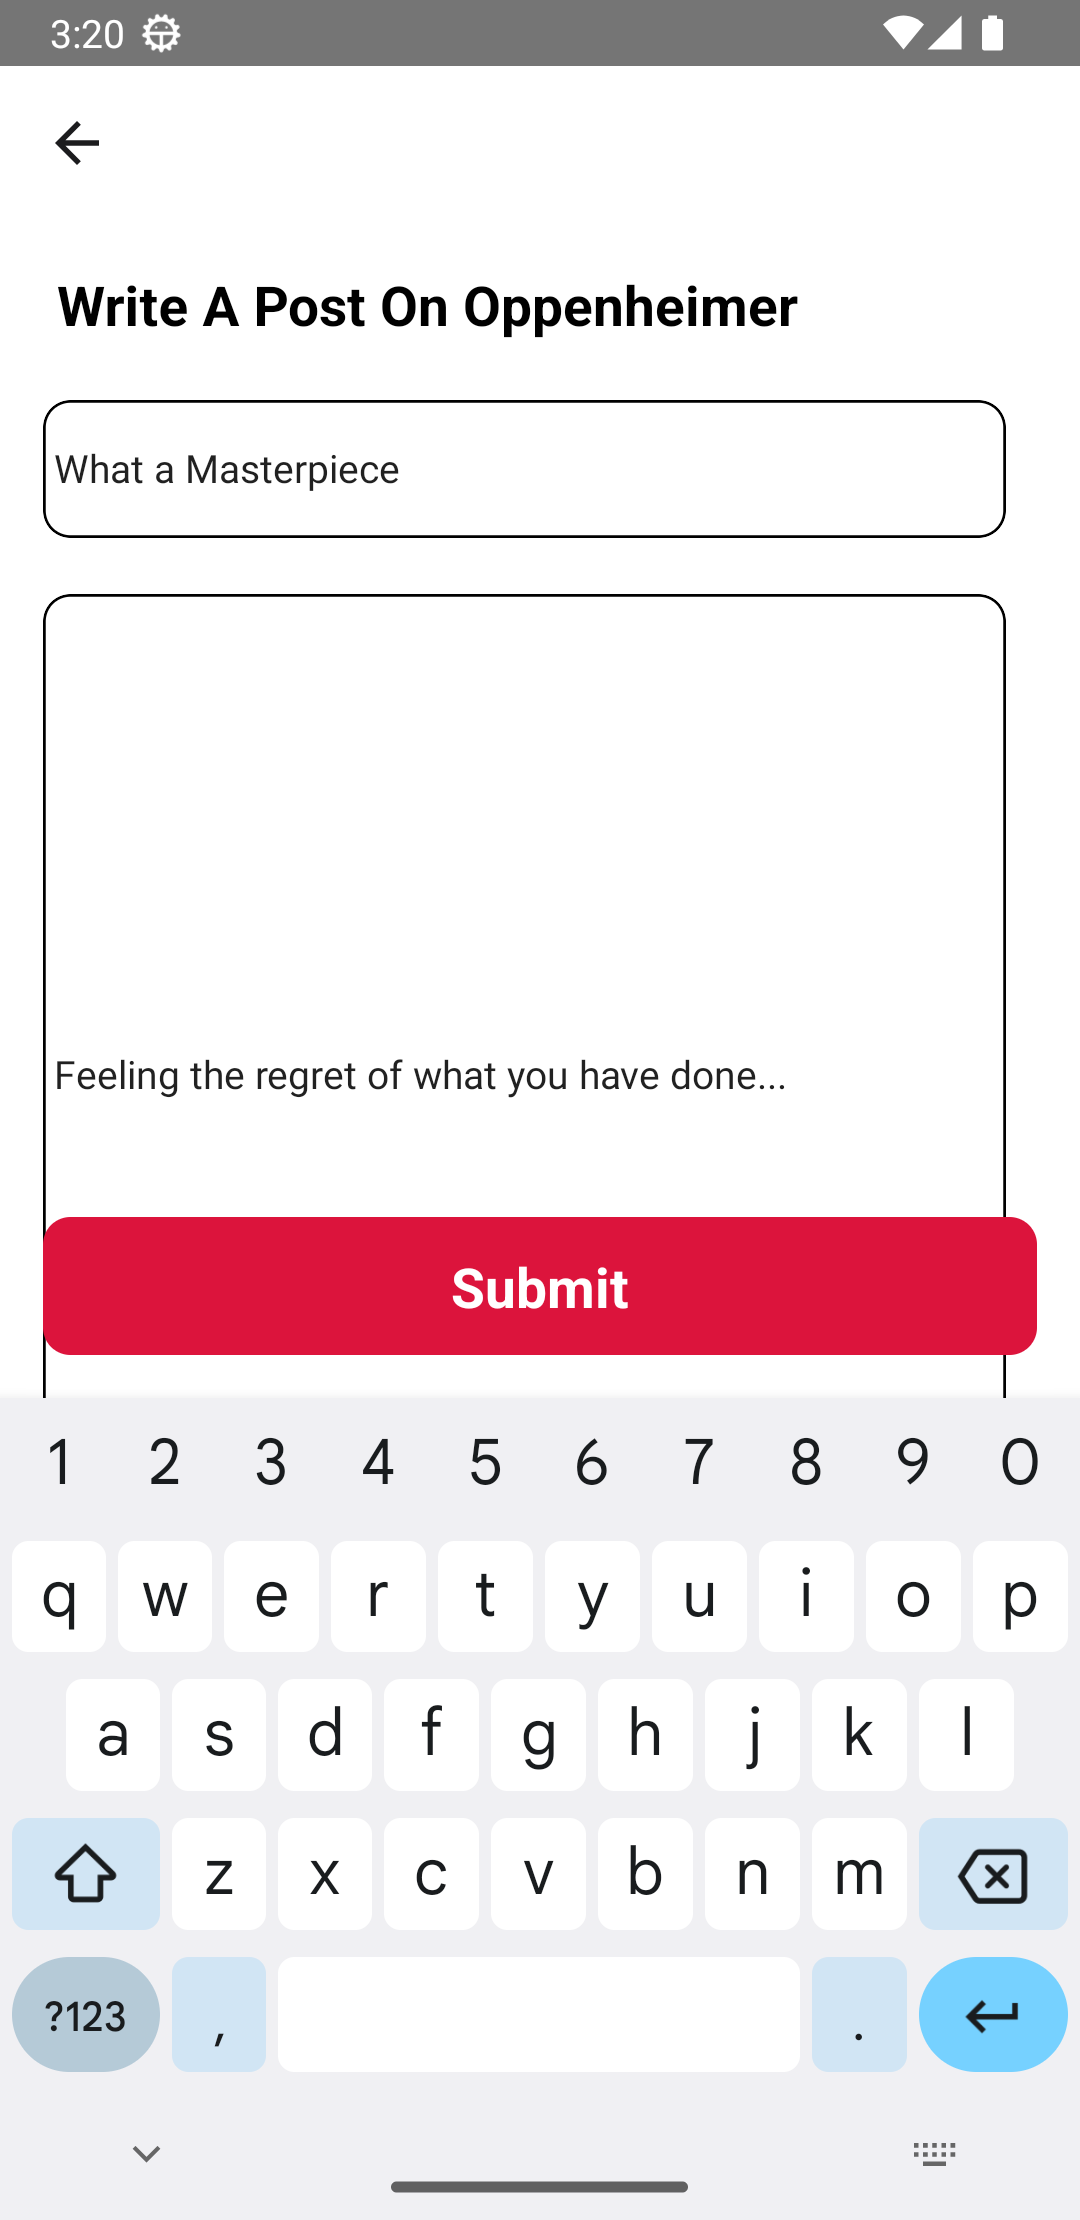 3:20
Write A Post On Oppenheimer
What a Masterpiece
Feeling the regret of what you have done...
Submit
1 2 3 4 5 6 7 8 9 0
q w e r t y u i o p
a s d f g h j k l
z x c v b n m
?123 , .